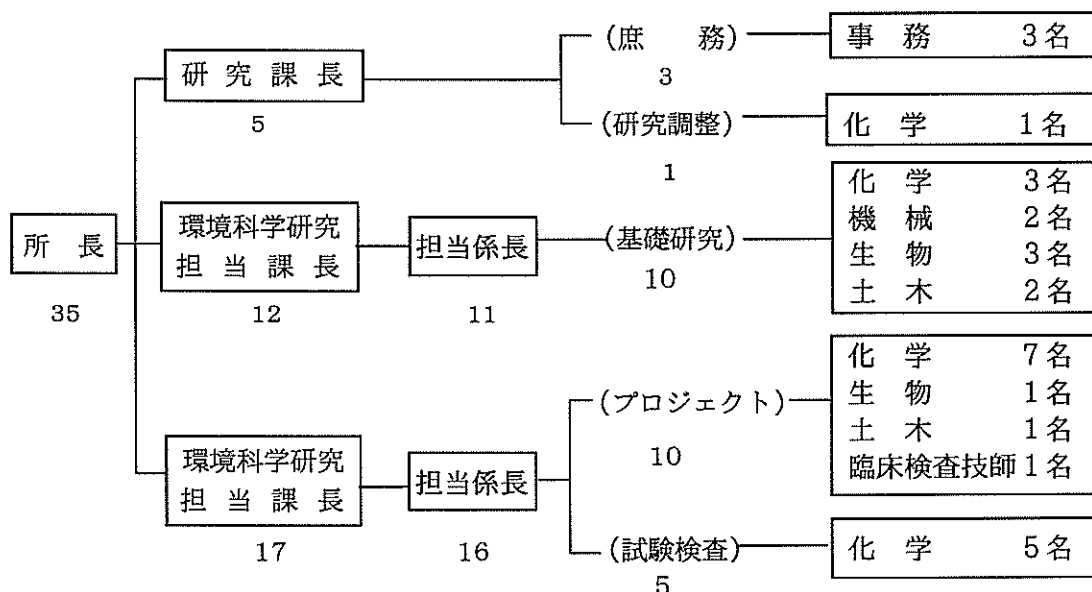 研究課長
5
(庶 務)
3
事 務 3名
(研究調整)
1
化 学 1名
所 長
35
環境科学研究
担 当 課 長
12
担当係長
11
(基礎研究)
10
化 学 3名
機 械 2名
生 物 3名
土 木 2名
環境科学研究
担 当 課 長
17
担当係長
16
(プロジェクト)
10
化 学 7名
生 物 1名
土 木 1名
臨床検査技師 1名
(試験検査)
5
化 学 5名